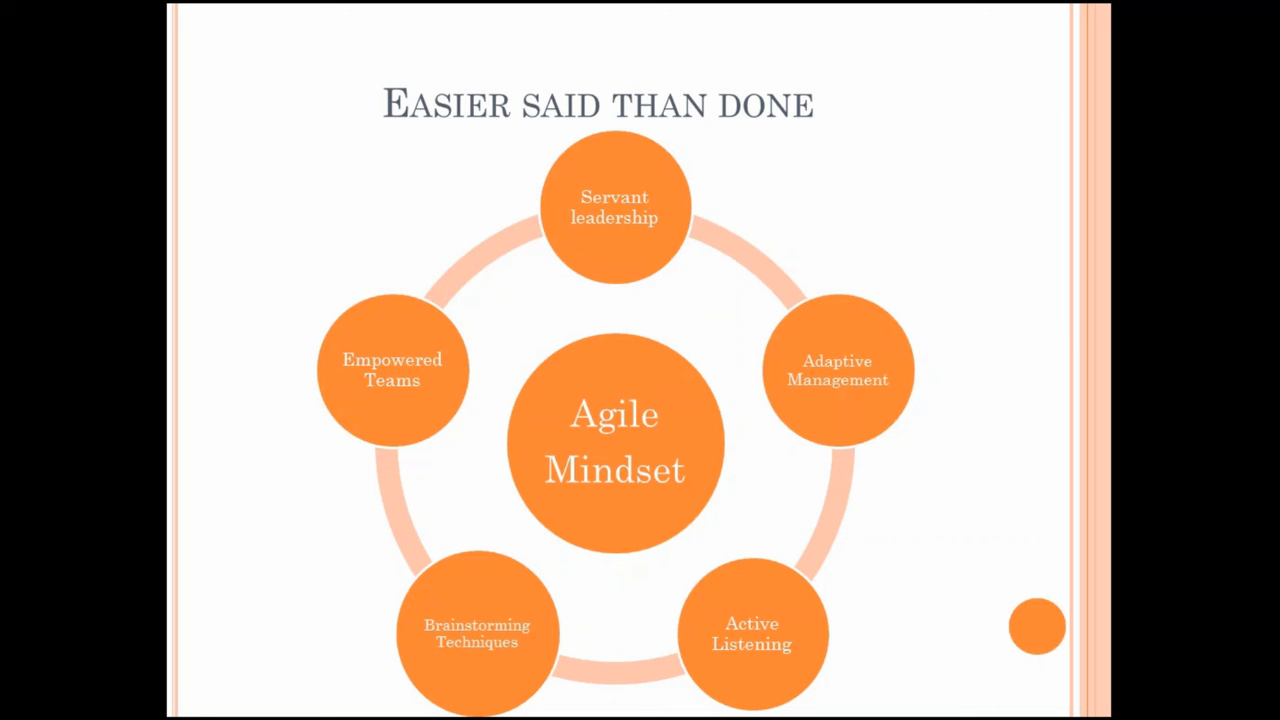 EASIER SAID THAN DONE
Servant
leadership
Adaptive
Management
Active
Listening
Brainstorming
Techniques
Empowered
Teams
Agile
Mindset